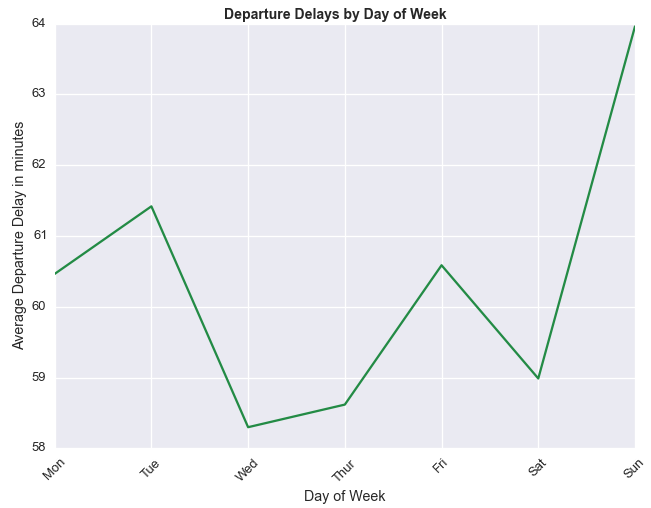 Departure Delays by Day of Week
64
63
62
61
60
59
58
Average Departure Delay in minutes
Mon
Tue
Wed
Thur
Fri
Sat
Sun
Day of Week